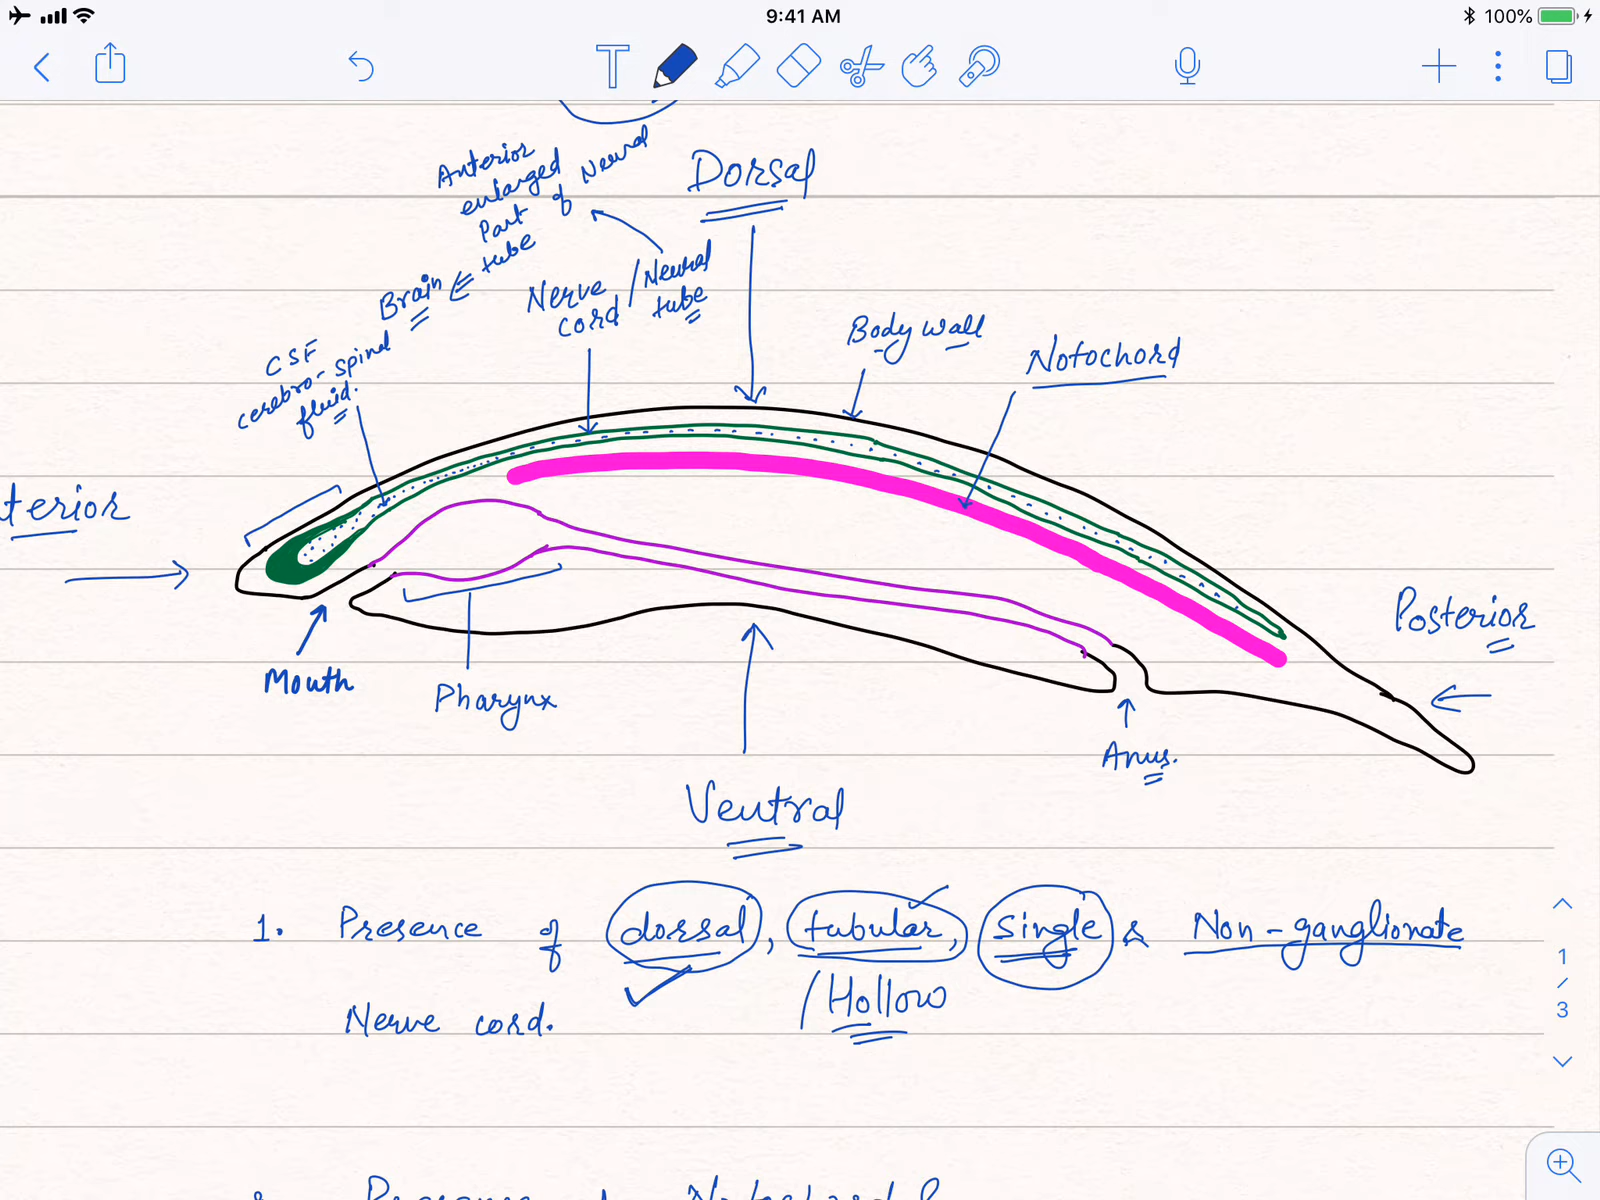 9:41 AM
100%
T
Anterior
enlarged
Part of Neural
tube
Brain
Dorsal
Nerve cord / Neural tube
CSF
cerebro-spinal
fluid.
Body wall
Notochord
terior
Posterior
Mouth
Pharynx
Anus.
Ventral
1. Presence of dorsal, tubular, single & Non-ganglionate
/Hollow
Nerve cord.
1
/
3